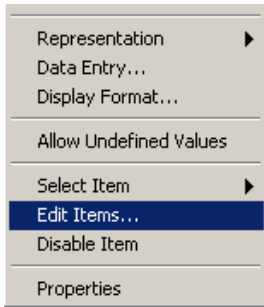 Representation
Data Entry...
Display Format...
Allow Undefined Values
Select Item
Edit Items...
Disable Item
Properties